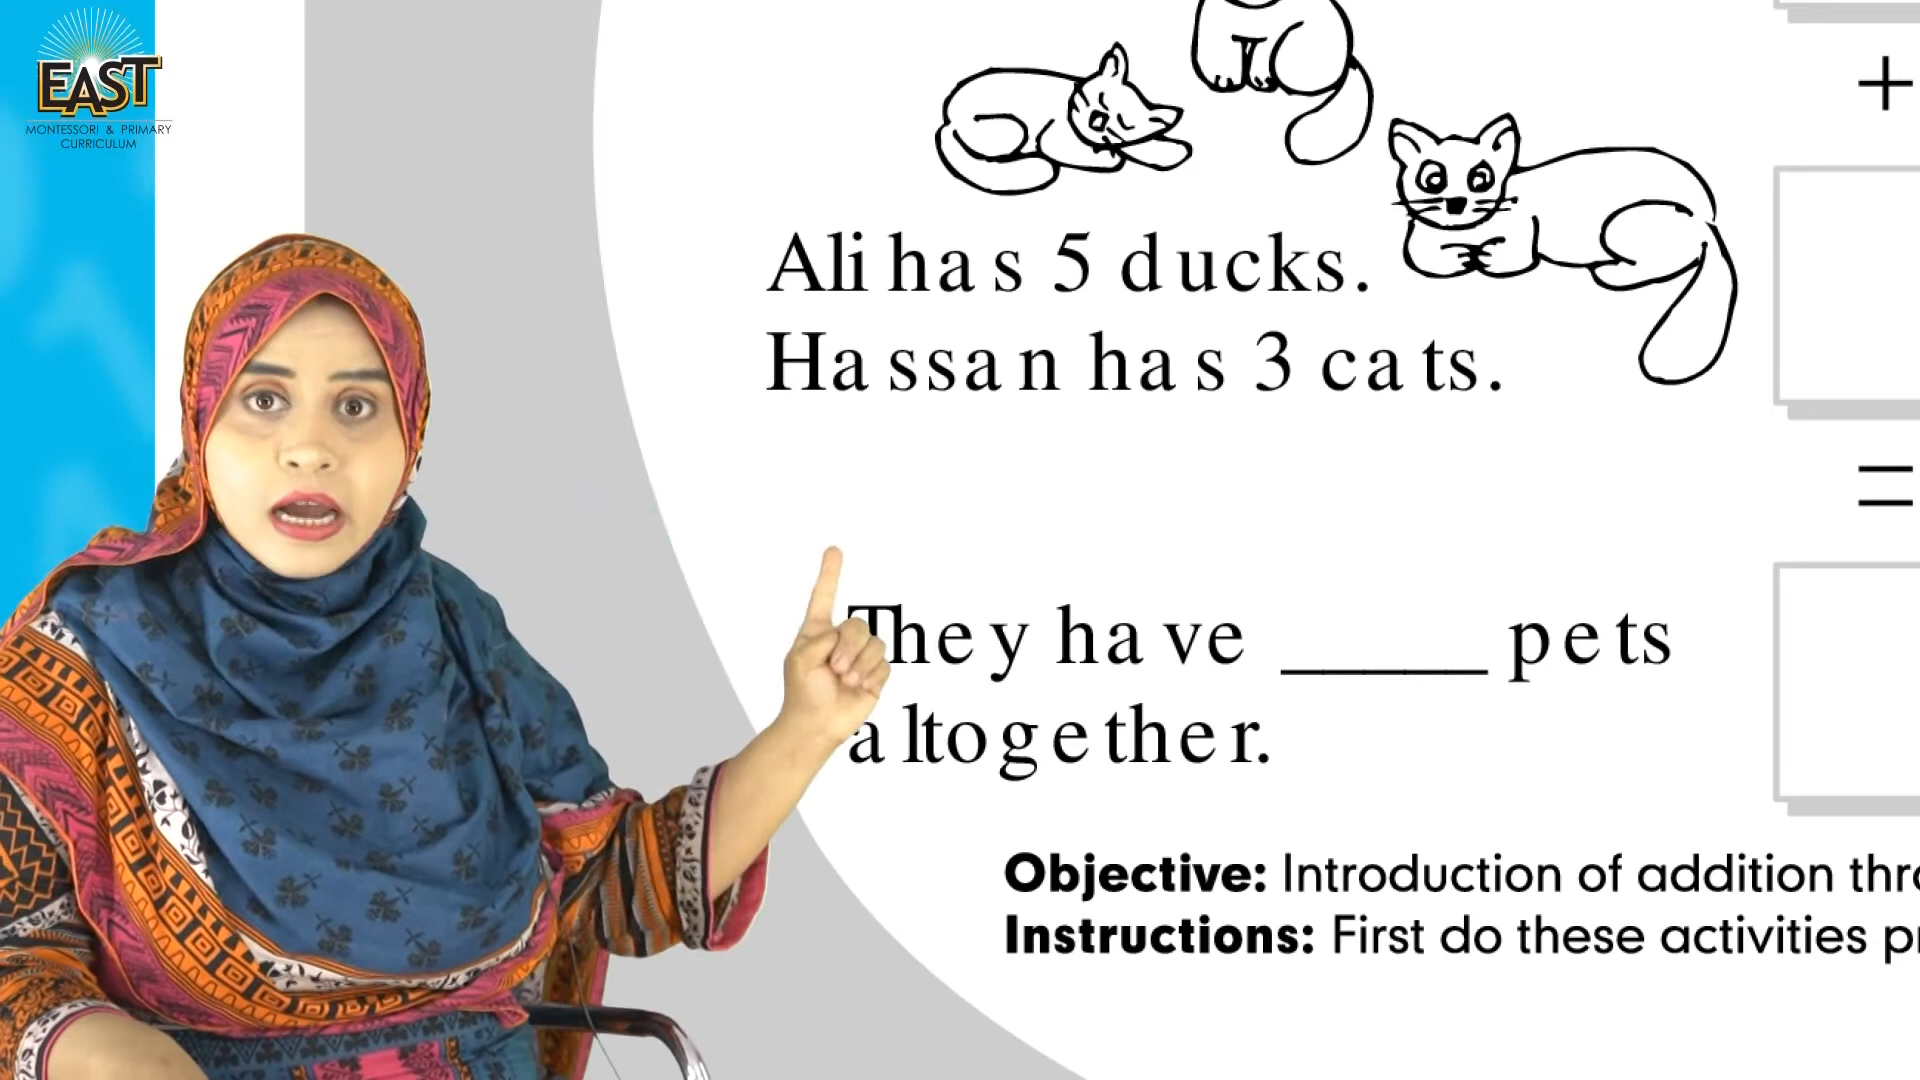 EAST
MONTESSORI & PRIMARY
CURRICULUM
+
Ali has 5 ducks.
Hassan has 3 cats.
=
They have _____ pets
altogether.
Objective: Introduction of addition
Instructions: First do these activities